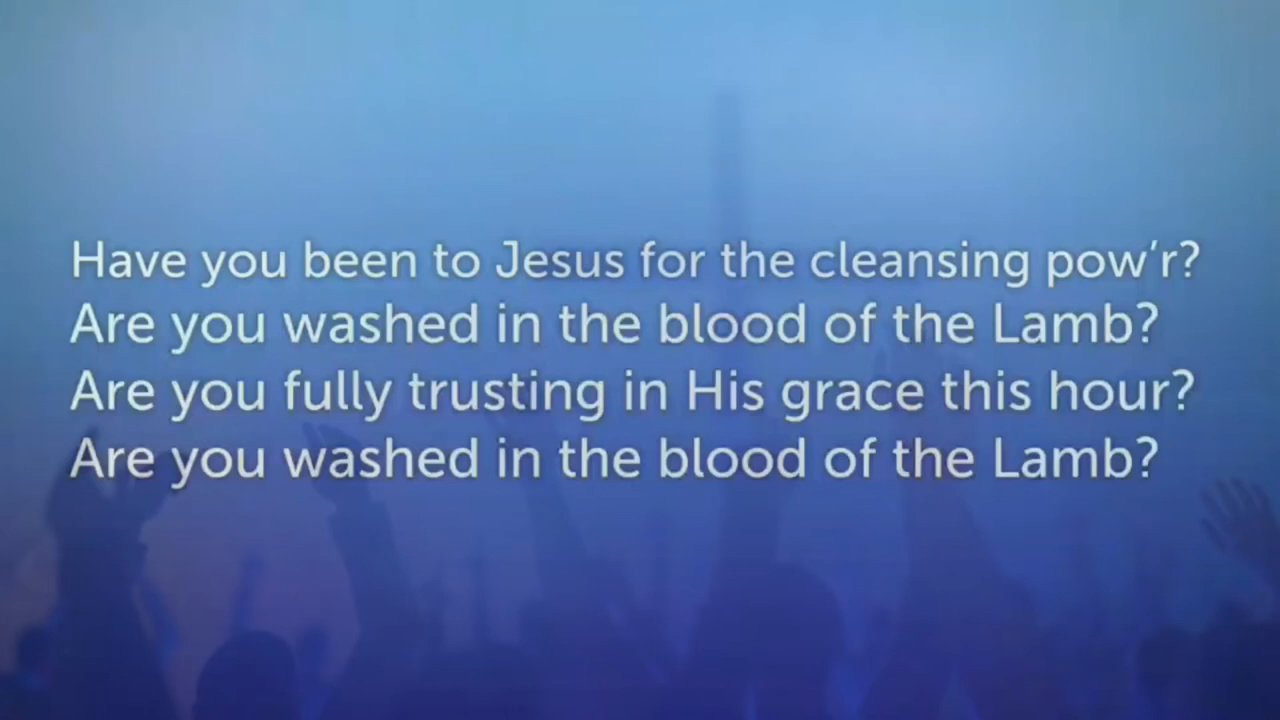 Have you been to Jesus for the cleansing pow’r?
Are you washed in the blood of the Lamb?
Are you fully trusting in His grace this hour?
Are you washed in the blood of the Lamb?